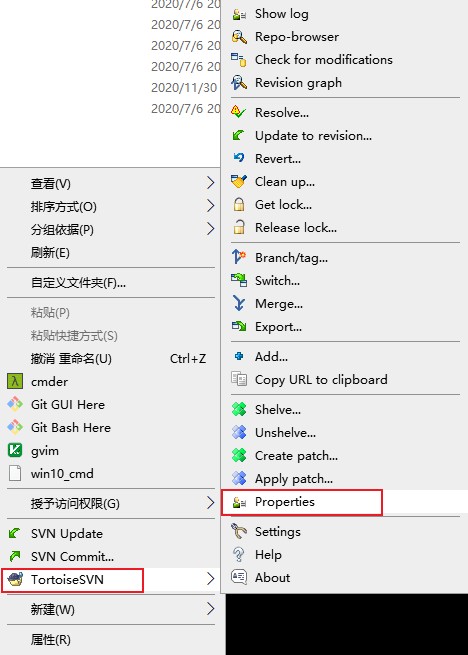 2020/7/6 20
2020/7/6 20
2020/7/6 20
2020/7/6 20
2020/11/30
2020/7/6 20
查看(V)
排序方式(O)
分组依据(P)
刷新(E)
自定义文件夹(F)...
粘贴(P)
粘贴快捷方式(S)
撤消 重命名(U) Ctrl+Z
cmder
Git GUI Here
Git Bash Here
gvim
win10_cmd
授予访问权限(G)
SVN Update
SVN Commit...
TortoiseSVN
新建(W)
属性(R)
Show log
Repo-browser
Check for modifications
Revision graph
Resolve...
Update to revision...
Revert...
Clean up...
Get lock...
Release lock...
Branch/tag...
Switch...
Merge...
Export...
Add...
Copy URL to clipboard
Shelve...
Unshelve...
Create patch...
Apply patch...
Properties
Settings
Help
About